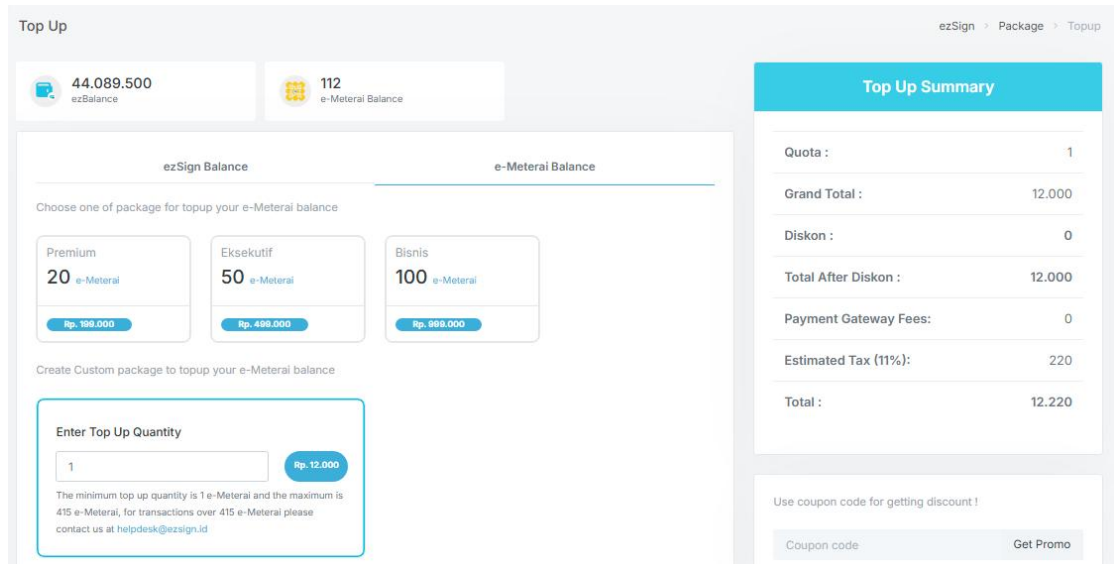 Top Up
ezSign > Package > Topup
44.089.500
ezBalance
112
e-Meterai Balance
ezSign Balance
e-Meterai Balance
Choose one of package for topup your e-Meterai balance
Premium
20 e-Meterai
Rp. 199.000
Eksekutif
50 e-Meterai
Rp. 499.000
Bisnis
100 e-Meterai
Rp. 999.000
Create Custom package to topup your e-Meterai balance
Enter Top Up Quantity
1
Rp. 12.000
The minimum top up quantity is 1 e-Meterai and the maximum is
415 e-Meterai, for transactions over 415 e-Meterai please
contact us at helpdesk@ezsign.id
Top Up Summary
Quota : 1
Grand Total : 12.000
Diskon : 0
Total After Diskon : 12.000
Payment Gateway Fees: 0
Estimated Tax (11%): 220
Total : 12.220
Use coupon code for getting discount !
Coupon code
Get Promo